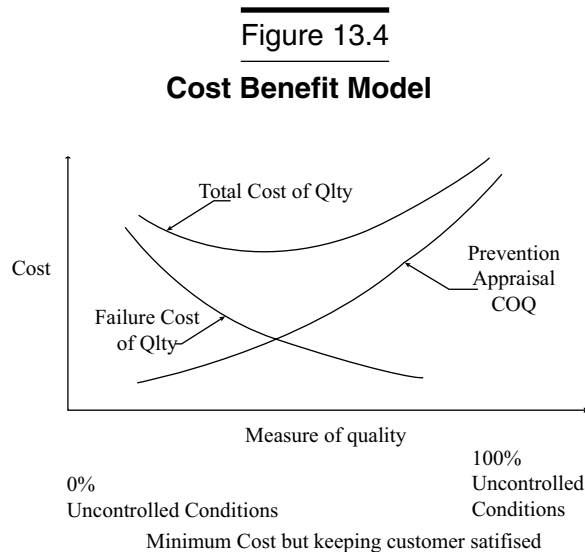 Figure 13.4
Cost Benefit Model
Total Cost of Qlty
Cost
Prevention
Appraisal
COQ
Failure Cost
of Qlty
Measure of quality
0%
Uncontrolled Conditions
100%
Uncontrolled
Conditions
Minimum Cost but keeping customer satifised